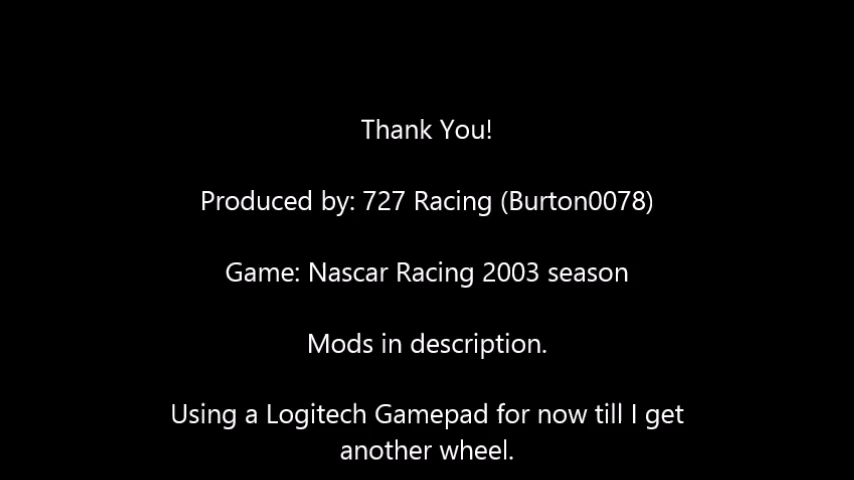 Thank You!
Produced by: 727 Racing (Burton0078)
Game: Nascar Racing 2003 season
Mods in description.
Using a Logitech Gamepad for now till I get
another wheel.